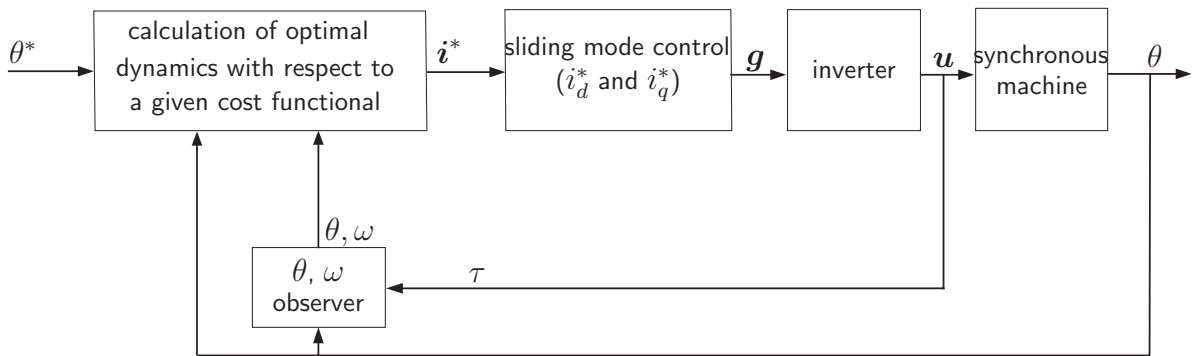 θ*
calculation of optimal
dynamics with respect to
a given cost functional
i*
sliding mode control
(i*_d and i*_q)
g
inverter
u
synchronous
machine
θ
θ, ω
θ, ω
observer
τ